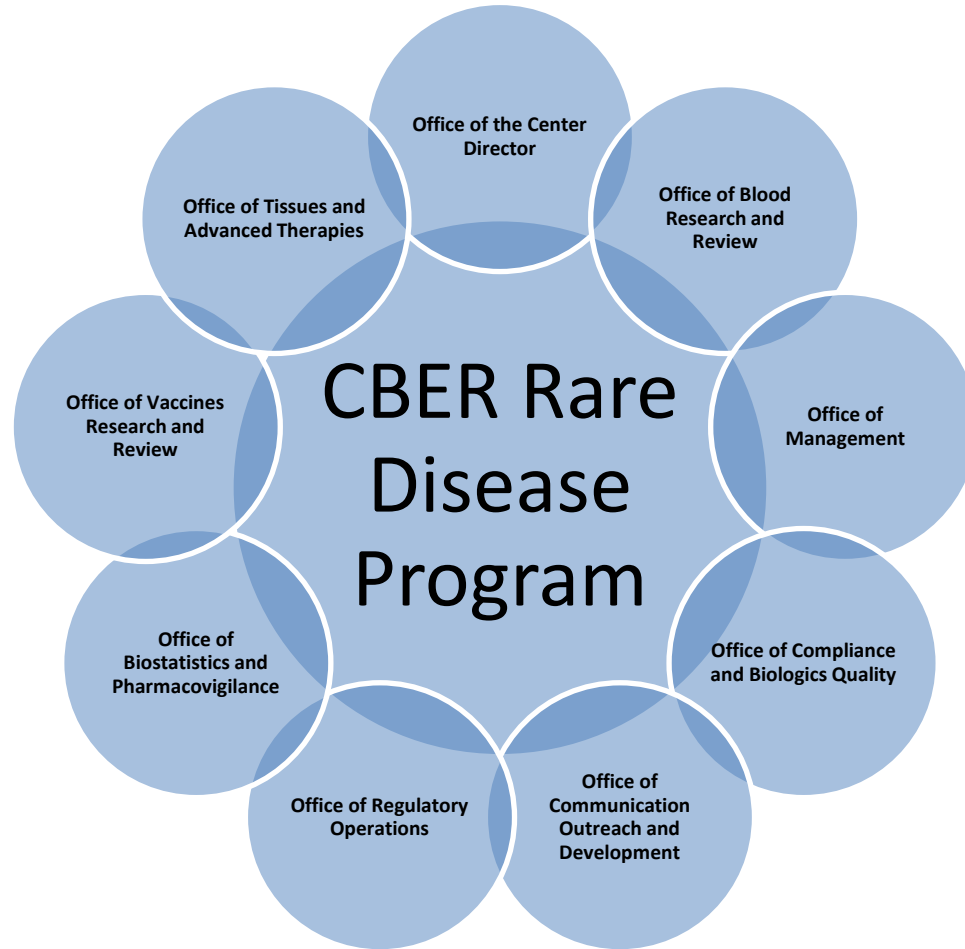 Office of the Center
Director
Office of Blood
Research and
Review
Office of
Management
Office of Compliance
and Biologics Quality
Office of
Communication
Outreach and
Development
Office of Regulatory
Operations
Office of
Biostatistics and
Pharmacovigilance
Office of Vaccines
Research and
Review
Office of Tissues and
Advanced Therapies
CBER Rare
Disease
Program